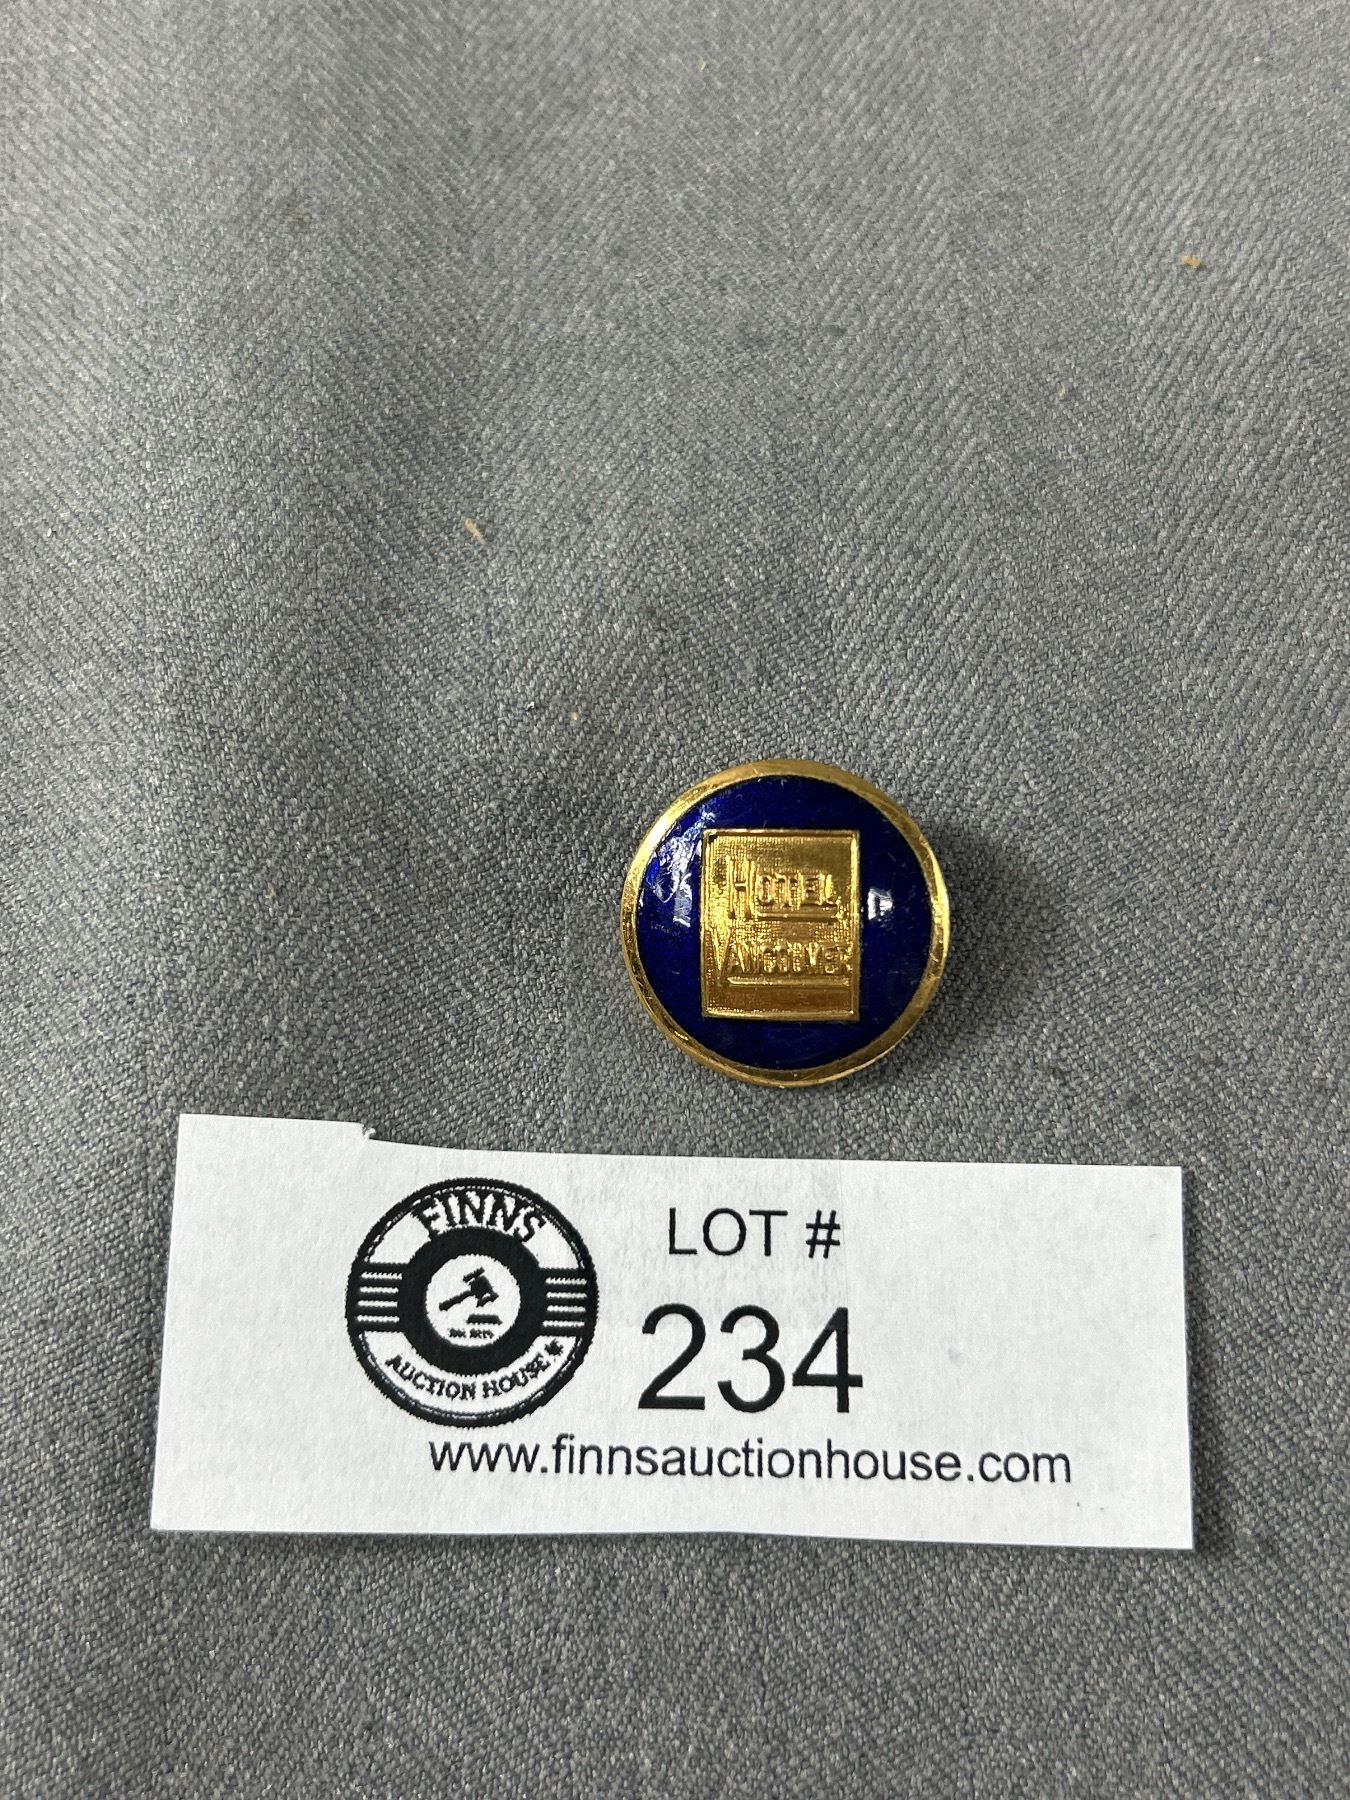 HOTEL
VANCOUVER
FINNS
AUCTION HOUSE
LOT #
234
www.finnsauctionhouse.com